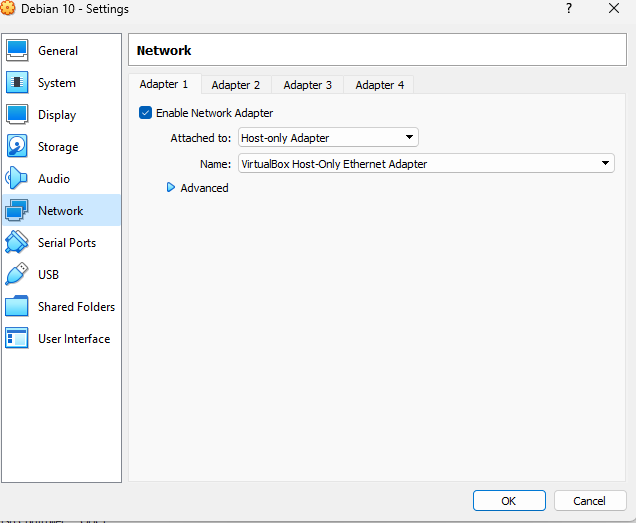 Debian 10 - Settings
?
General
System
Display
Storage
Audio
Network
Serial Ports
USB
Shared Folders
User Interface
Network
Adapter 1 Adapter 2 Adapter 3 Adapter 4
Enable Network Adapter
Attached to: Host-only Adapter
Name: VirtualBox Host-Only Ethernet Adapter
Advanced
OK Cancel